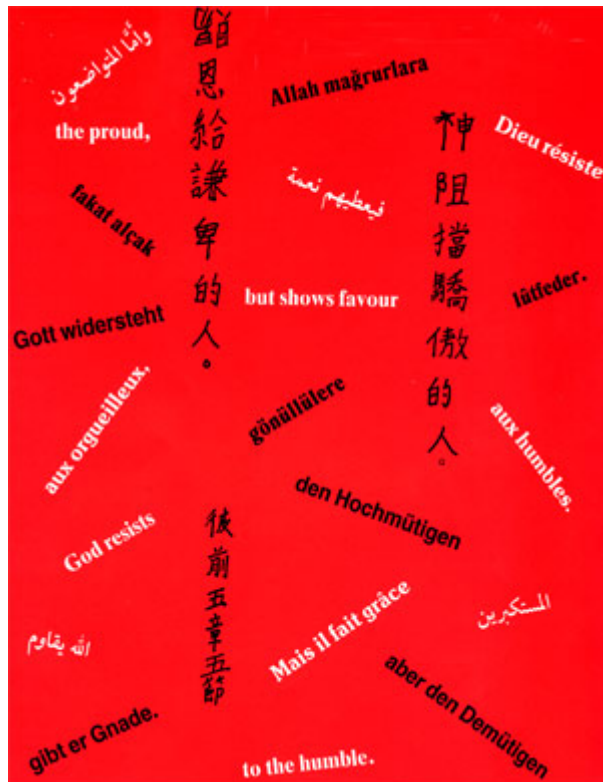 وأما المتواضعون
Allah mağrurlara
the proud,
Dieu résiste
神阻擋驕傲的人。
顯恩給謙卑的人。
fakat alçak
فيعطيهم نعمة
but shows favour
lûtfeder.
Gott widersteht
aux orgueilleux,
gönüllülere
aux humbles.
den Hochmütigen
God resists
彼前五章五節
المستكبرين
الله يقاوم
Mais il fait grâce
aber den Demütigen
gibt er Gnade.
to the humble.